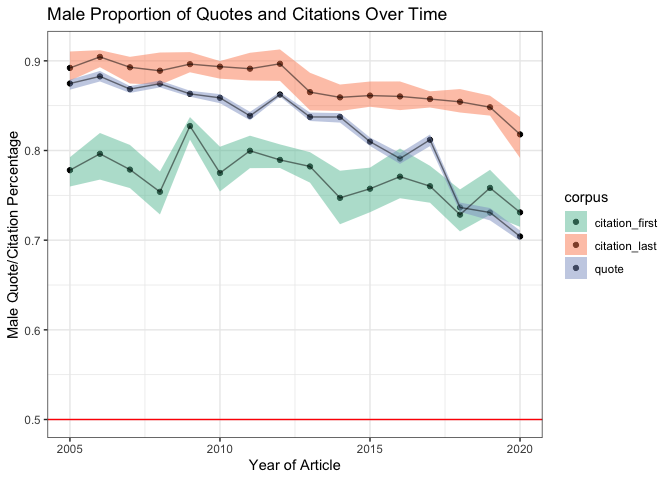 Male Proportion of Quotes and Citations Over Time
Male Quote/Citation Percentage
0.9
0.8
0.7
0.6
0.5
2005
2010
2015
2020
Year of Article
corpus
citation_first
citation_last
quote